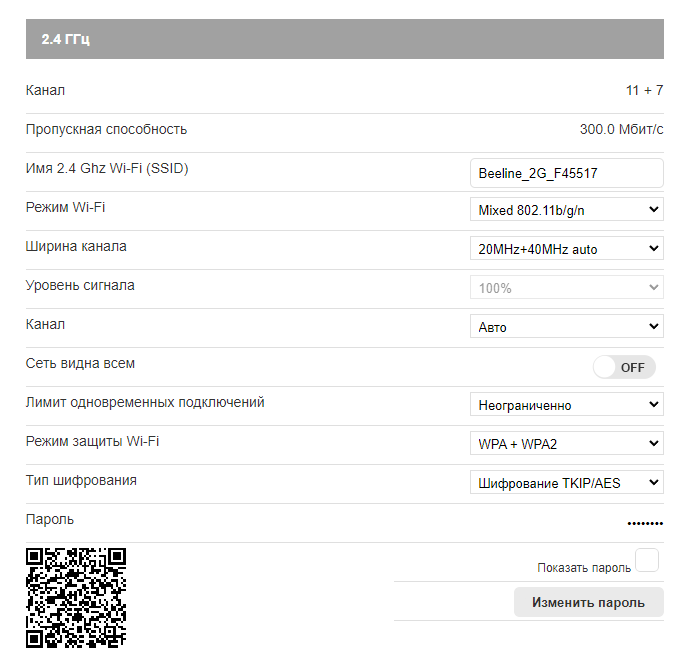 2.4 ГГц
Канал 11 + 7
Пропускная способность 300.0 Мбит/с
Имя 2.4 Ghz Wi-Fi (SSID) Beeline_2G_F45517
Режим Wi-Fi Mixed 802.11b/g/n
Ширина канала 20MHz+40MHz auto
Уровень сигнала 100%
Канал Авто
Сеть видна всем OFF
Лимит одновременных подключений Неограниченно
Режим защиты Wi-Fi WPA + WPA2
Тип шифрования Шифрование TKIP/AES
Пароль ••••••••
Показать пароль
Изменить пароль